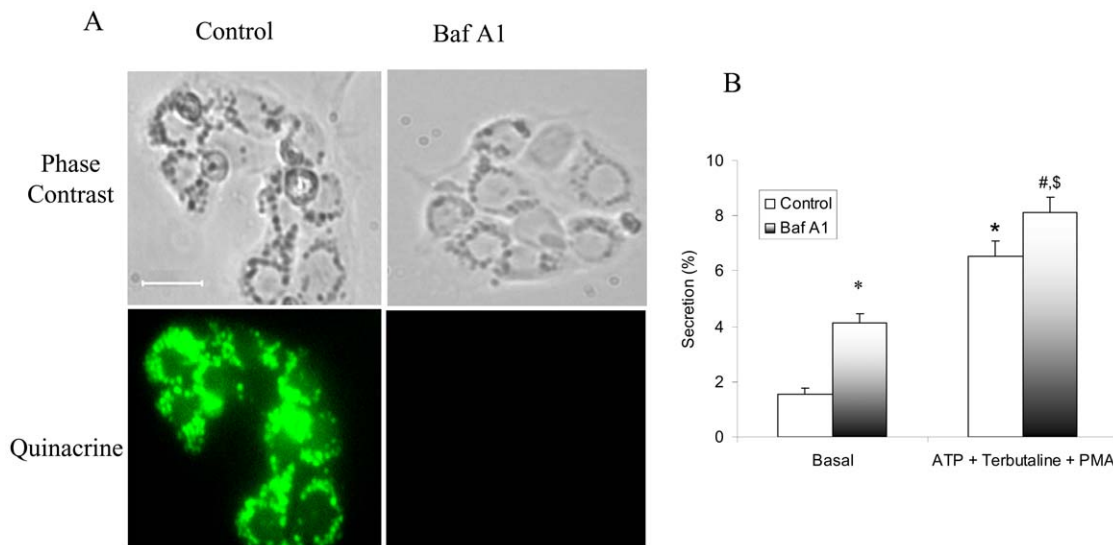 A
Control
Baf A1
Phase
Contrast
Quinacrine
B
10
8
6
4
2
0
Secretion (%)
Control
Baf A1
*
*
#,$
Basal
ATP + Terbutaline + PMA